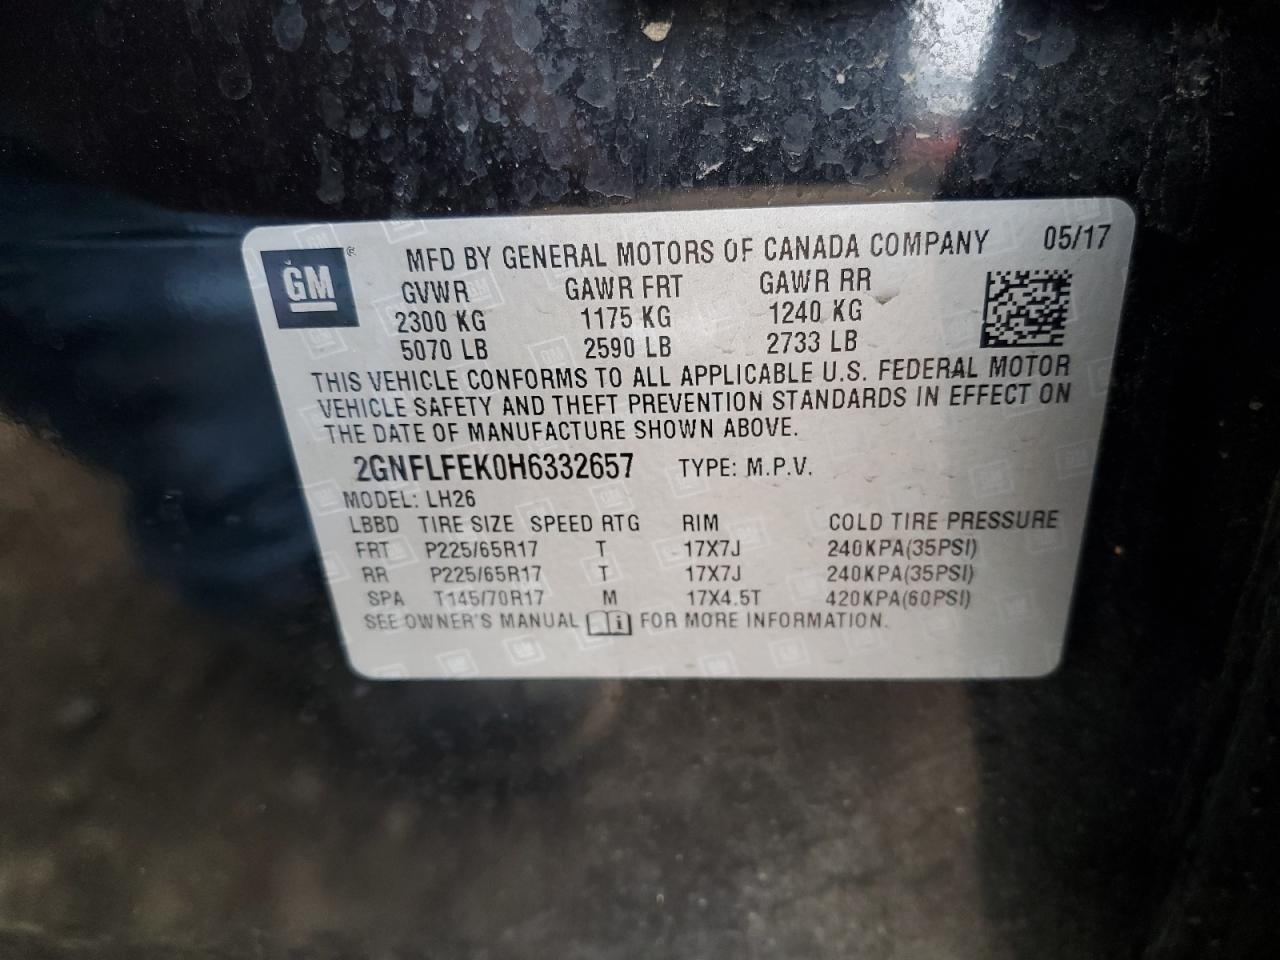 GM ®
MFD BY GENERAL MOTORS OF CANADA COMPANY 05/17
GVWR GAWR FRT GAWR RR
2300 KG 1175 KG 1240 KG
5070 LB 2590 LB 2733 LB
THIS VEHICLE CONFORMS TO ALL APPLICABLE U.S. FEDERAL MOTOR
VEHICLE SAFETY AND THEFT PREVENTION STANDARDS IN EFFECT ON
THE DATE OF MANUFACTURE SHOWN ABOVE.
2GNFLFEK0H6332657 TYPE: M.P.V.
MODEL: LH26
LBBD TIRE SIZE SPEED RTG RIM COLD TIRE PRESSURE
FRT P225/65R17 T 17X7J 240KPA(35PSI)
RR P225/65R17 T 17X7J 240KPA(35PSI)
SPA T145/70R17 M 17X4.5T 420KPA(60PSI)
SEE OWNER'S MANUAL i FOR MORE INFORMATION.